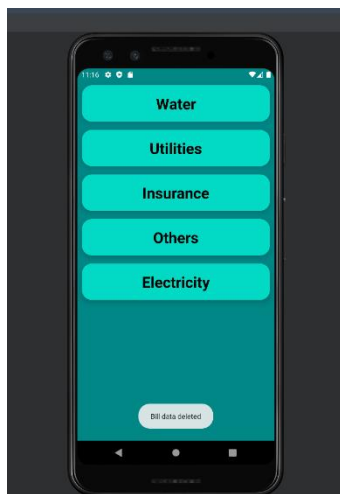 11:16
Water
Utilities
Insurance
Others
Electricity
Bill data deleted